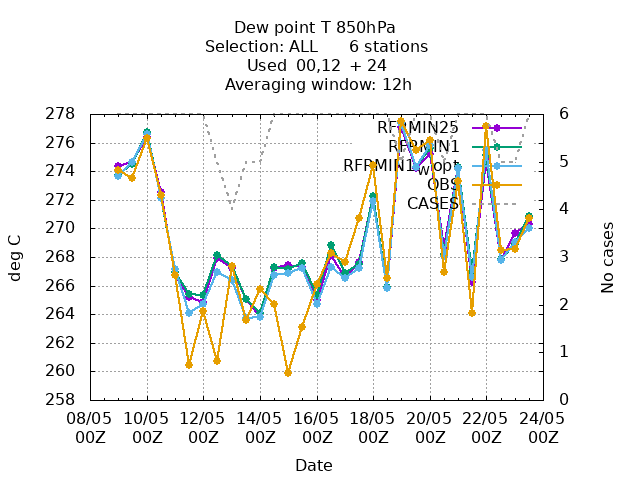 Dew point T 850hPa
Selection: ALL 6 stations
Used 00,12 + 24
Averaging window: 12h
278
276
274
272
270
268
266
264
262
260
258
6
5
4
3
2
1
0
deg C
No cases
RFRMIN25
RFRMIN1
RFRMIN1_w_opt
OBS
CASES
08/05 10/05 12/05 14/05 16/05 18/05 20/05 22/05 24/05
00Z 00Z 00Z 00Z 00Z 00Z 00Z 00Z 00Z
Date